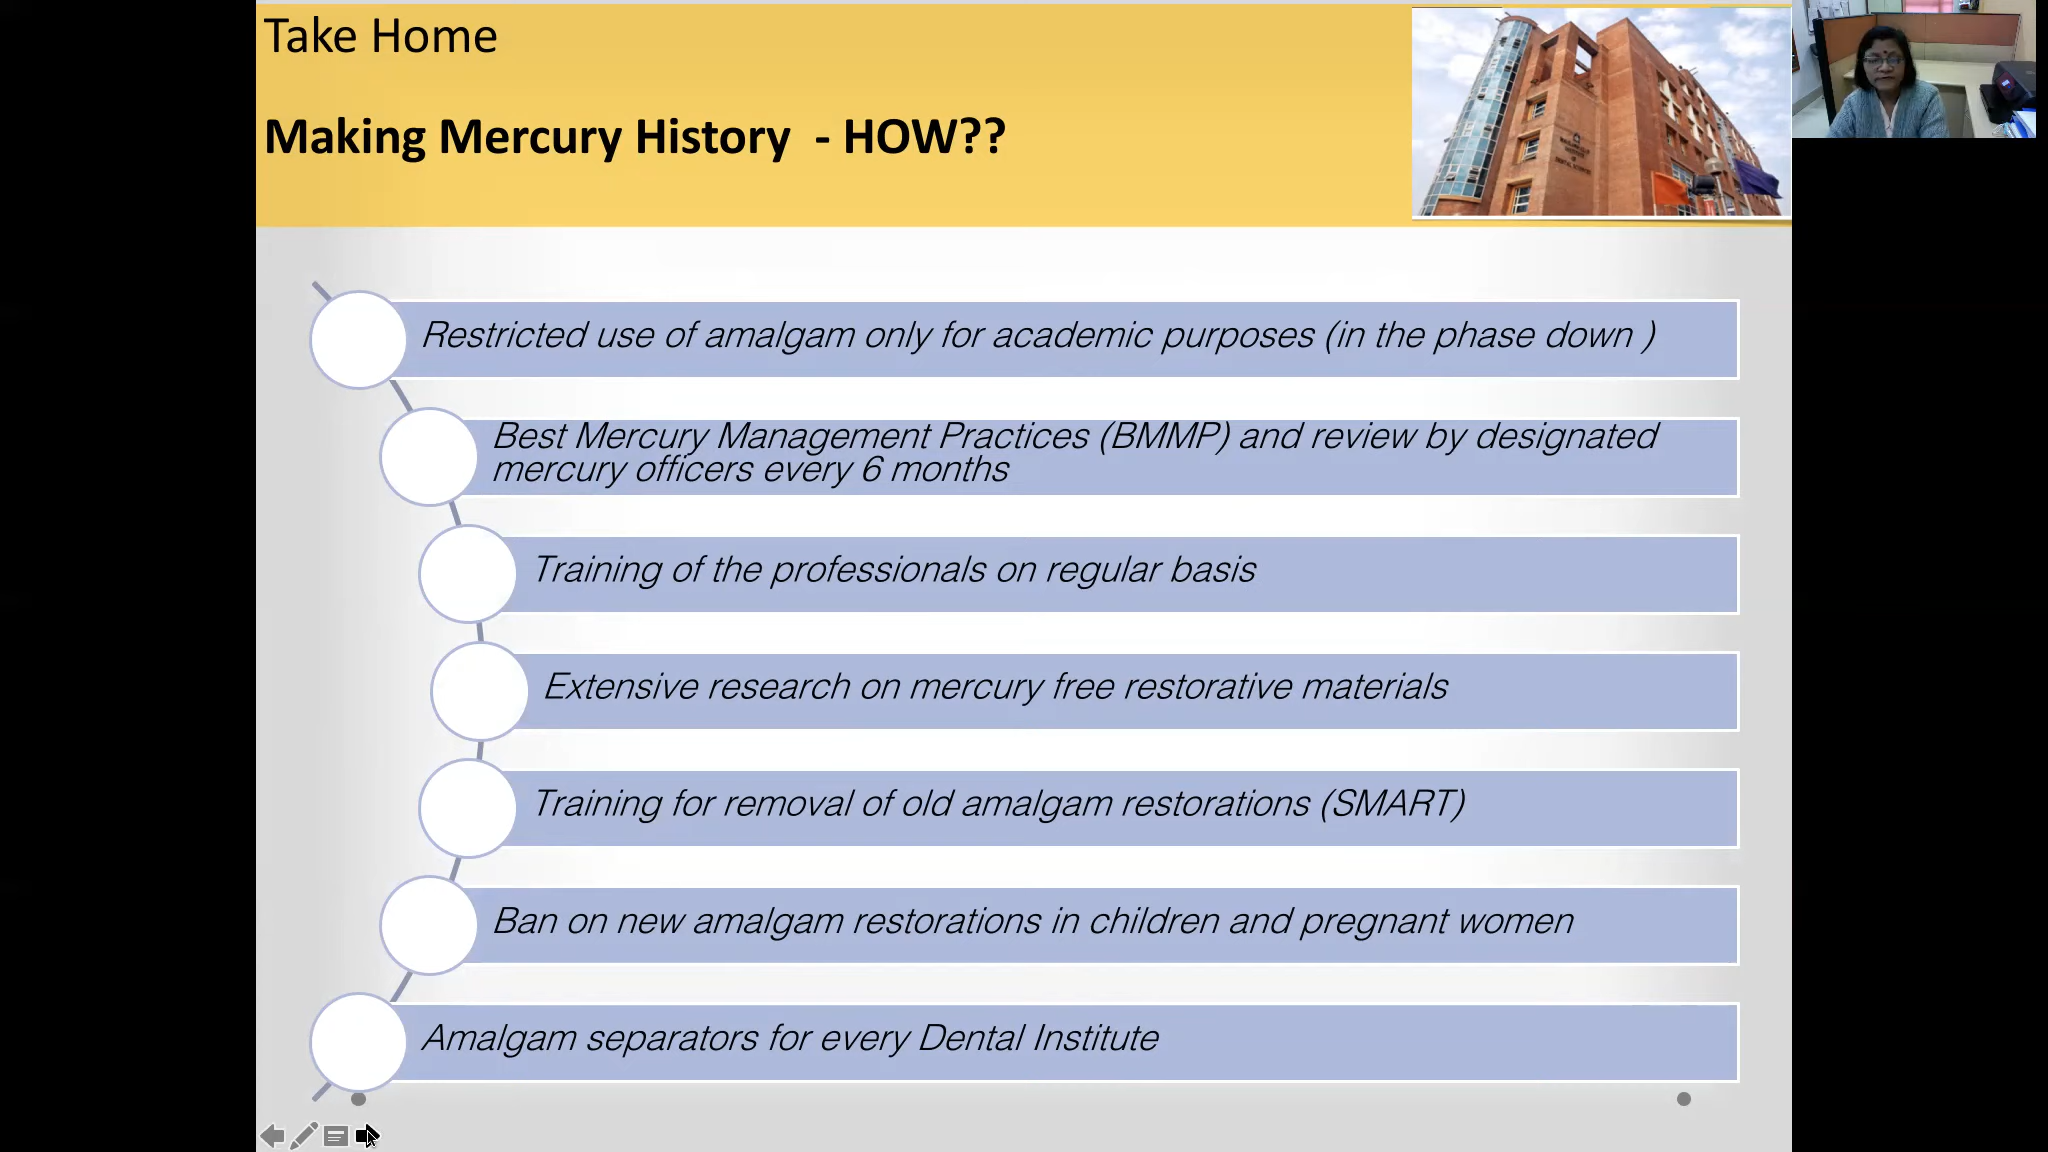 Take Home
Making Mercury History - HOW??
Restricted use of amalgam only for academic purposes (in the phase down )
Best Mercury Management Practices (BMMP) and review by designated
mercury officers every 6 months
Training of the professionals on regular basis
Extensive research on mercury free restorative materials
Training for removal of old amalgam restorations (SMART)
Ban on new amalgam restorations in children and pregnant women
Amalgam separators for every Dental Institute